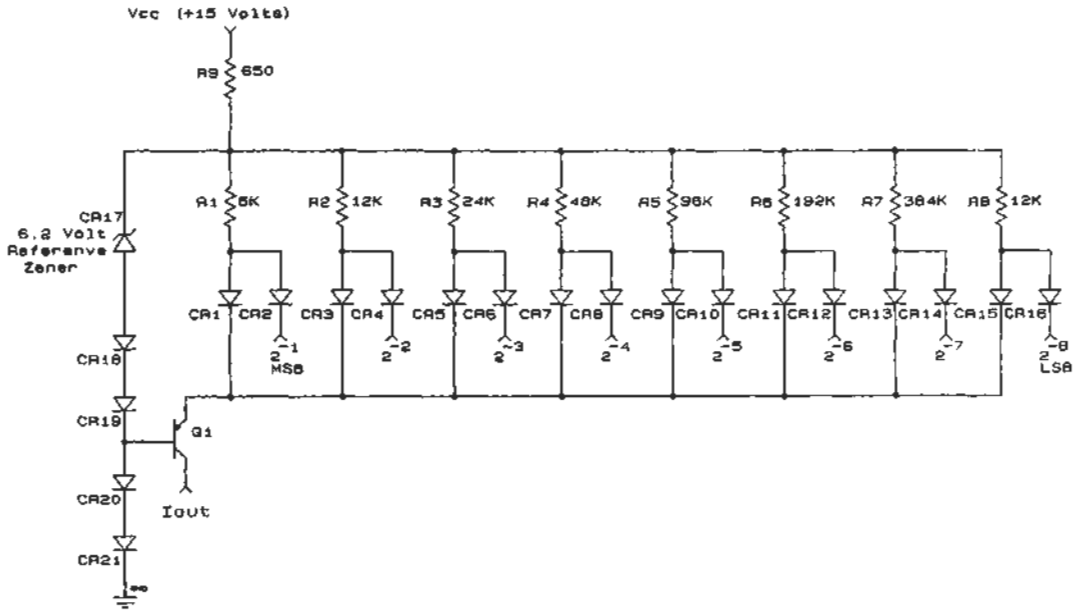 Vcc (+15 Volts)
R9 650
R1 6K R2 12K R3 24K R4 48K R5 96K R6 192K R7 384K R8 12K
CR17
6.2 Volt
Reference
Zener
CR1 CR2 CR3 CR4 CR5 CR6 CR7 CR8 CR9 CR10 CR11 CR12 CR13 CR14 CR15 CR16
2^-1 2^-2 2^-3 2^-4 2^-5 2^-6 2^-7 2^-8
MSB LSB
CR18
CR19
Q1
CR20
Iout
CR21